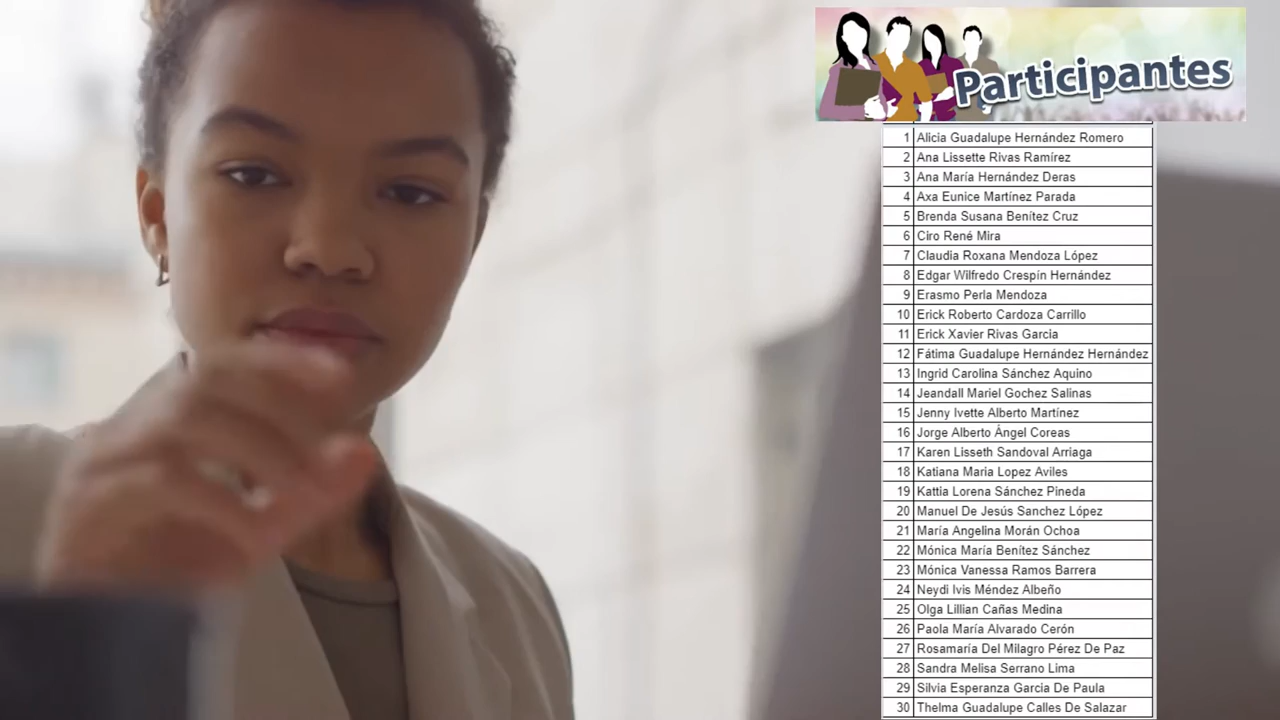 Participantes
1 Alicia Guadalupe Hernández Romero
2 Ana Lissette Rivas Ramírez
3 Ana María Hernández Deras
4 Axa Eunice Martínez Parada
5 Brenda Susana Benítez Cruz
6 Ciro René Mira
7 Claudia Roxana Mendoza López
8 Edgar Wilfredo Crespín Hernández
9 Erasmo Perla Mendoza
10 Erick Roberto Cardoza Carrillo
11 Erick Xavier Rivas Garcia
12 Fátima Guadalupe Hernández Hernández
13 Ingrid Carolina Sánchez Aquino
14 Jeandall Mariel Gochez Salinas
15 Jenny Ivette Alberto Martínez
16 Jorge Alberto Ángel Coreas
17 Karen Lisseth Sandoval Arriaga
18 Katiana Maria Lopez Aviles
19 Kattia Lorena Sánchez Pineda
20 Manuel De Jesús Sanchez López
21 María Angelina Morán Ochoa
22 Mónica María Benítez Sánchez
23 Mónica Vanessa Ramos Barrera
24 Neydi Ivis Méndez Albeño
25 Olga Lillian Cañas Medina
26 Paola María Alvarado Cerón
27 Rosamaría Del Milagro Pérez De Paz
28 Sandra Melisa Serrano Lima
29 Silvia Esperanza Garcia De Paula
30 Thelma Guadalupe Calles De Salazar